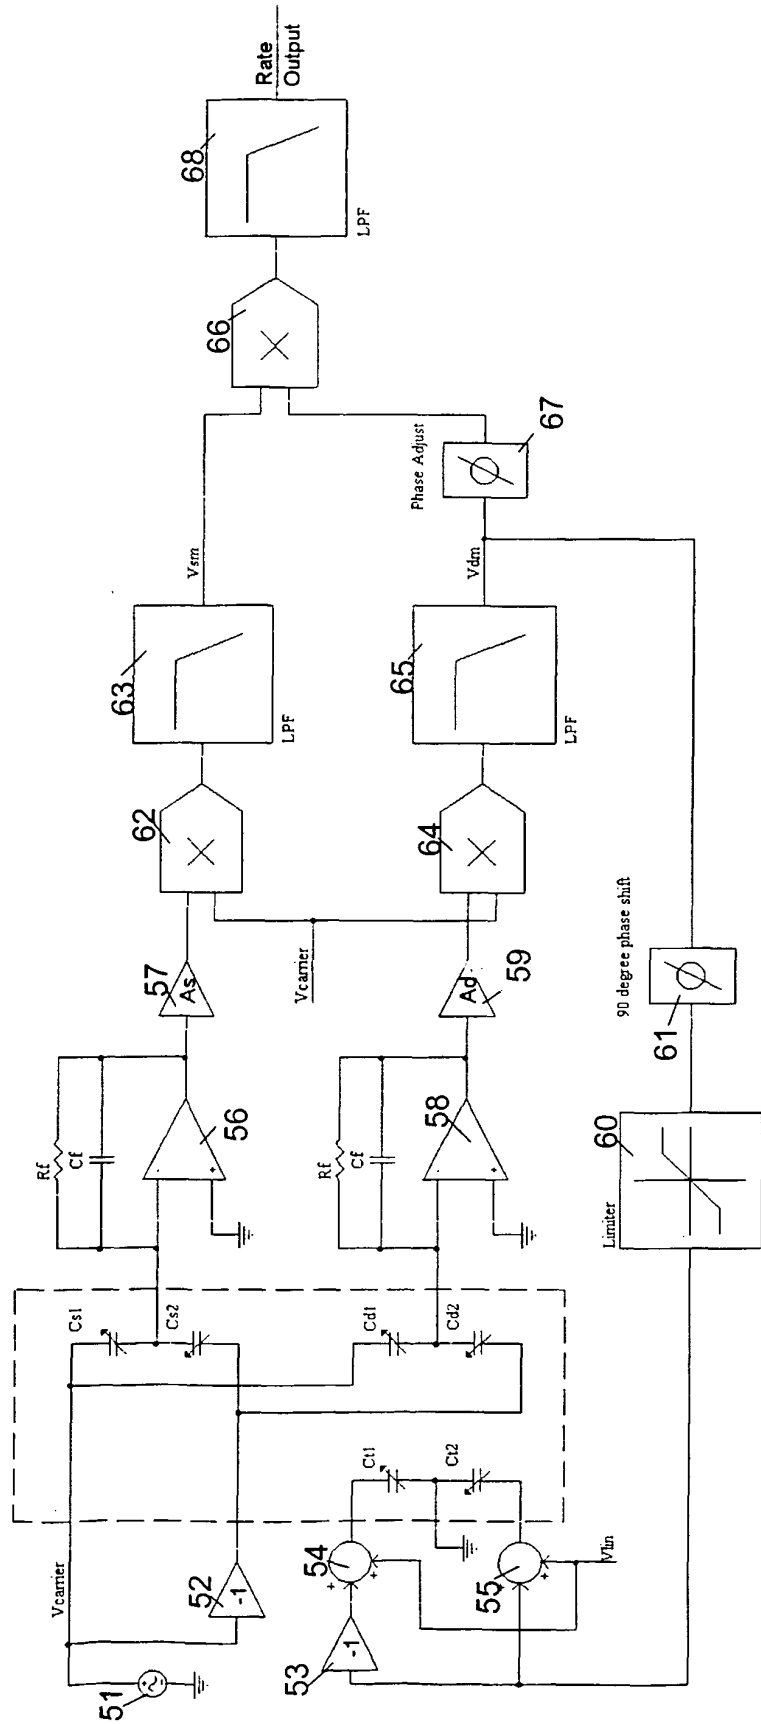 51
Vcarrier
52
-1
53
-1
54
+
+
55
+
+
Vlin
Cs1
Cs2
Cd1
Cd2
Ct1
Ct2
Rf
Cf
-
+
56
57
As
Rf
Cf
-
+
58
Ad
59
Vcarrier
62
63
LPF
Vsm
64
65
LPF
Vdm
Phase Adjust
67
66
68
LPF
Rate
Output
Limiter
60
61
90 degree phase shift